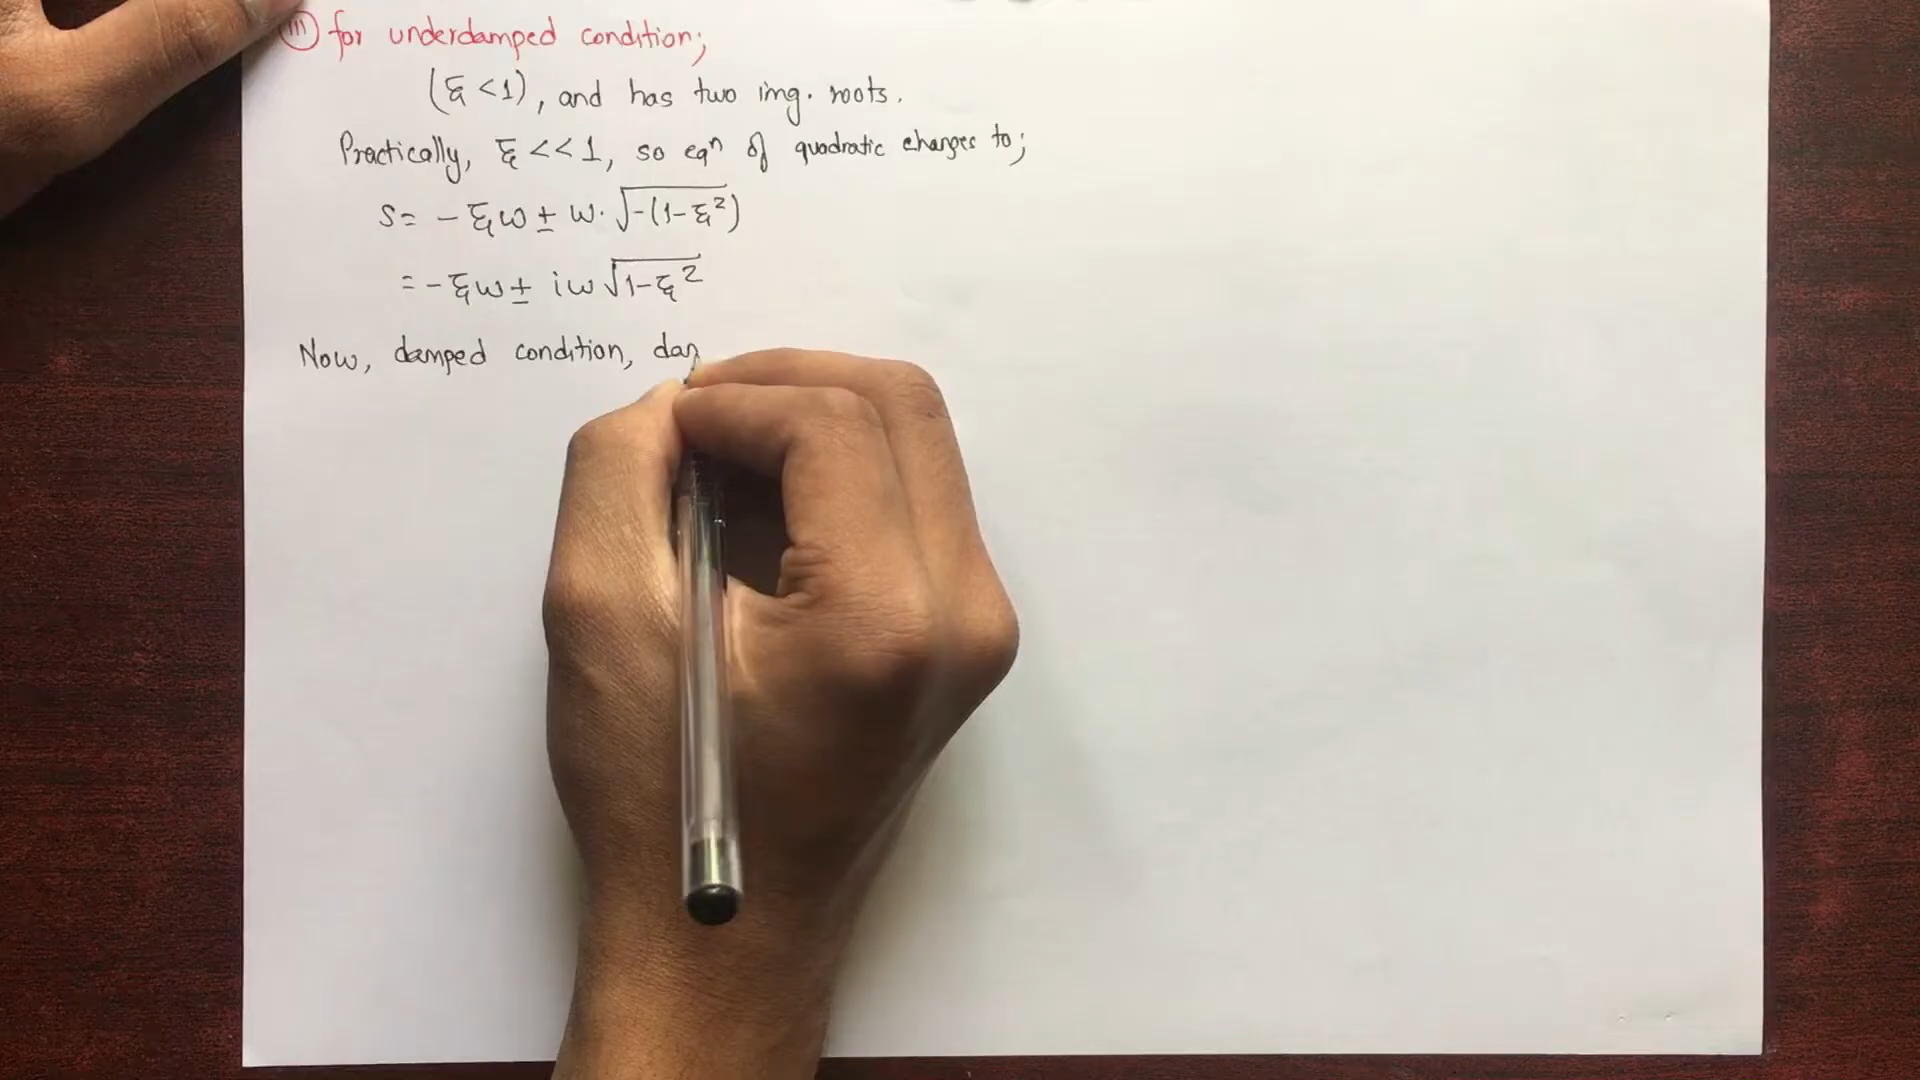 (III) for underdamped condition;
(ξ <1), and has two img. roots.
Practically, ξ <<1, so eqⁿ of quadratic changes to;
S= - ξω ± ω. √-(1-ξ²)
= -ξω ± iω √1-ξ²
Now, damped condition, dam